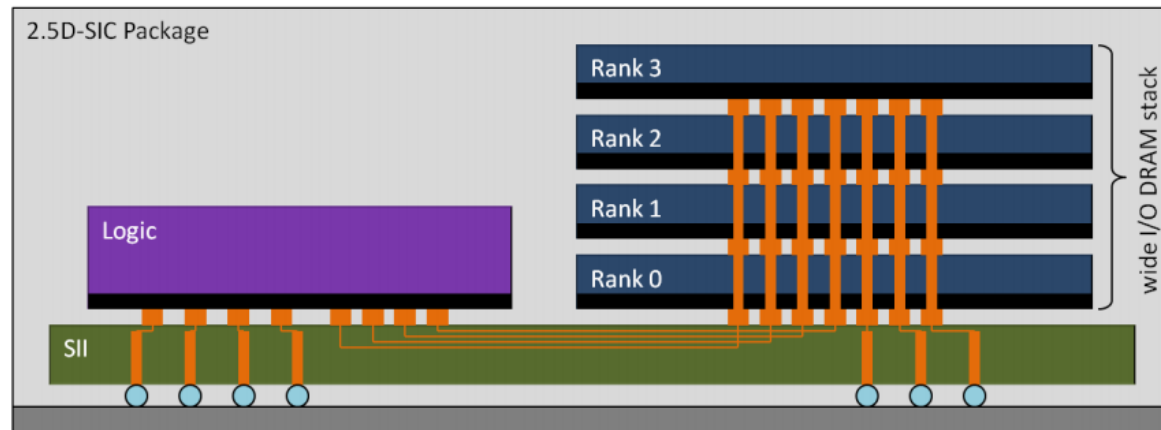 2.5D-SIC Package
Rank 3
Rank 2
Rank 1
Rank 0
wide I/O DRAM stack
Logic
SII